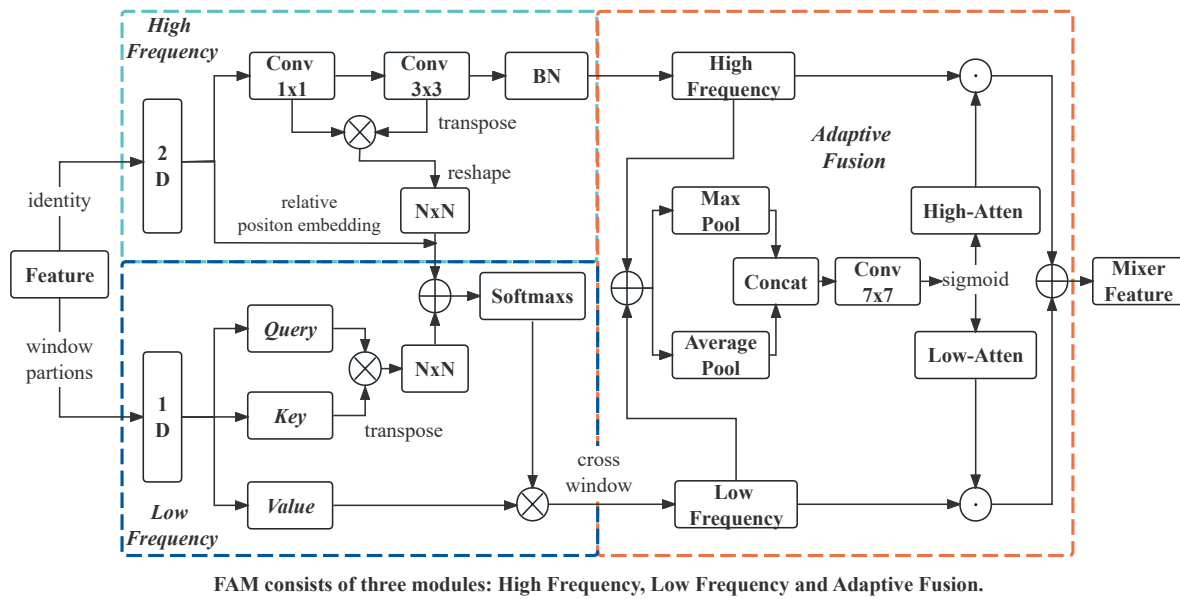 High
Frequency
Conv
1x1
Conv
3x3
BN
transpose
2
D
reshape
relative
positon embedding
NxN
identity
Feature
window
partions
1
D
Query
Key
Value
transpose
NxN
Softmaxs
Low
Frequency
cross
window
High
Frequency
Adaptive
Fusion
Max
Pool
Average
Pool
Concat
Conv
7x7
sigmoid
High-Atten
Low-Atten
Low
Frequency
Mixer
Feature
FAM consists of three modules: High Frequency, Low Frequency and Adaptive Fusion.